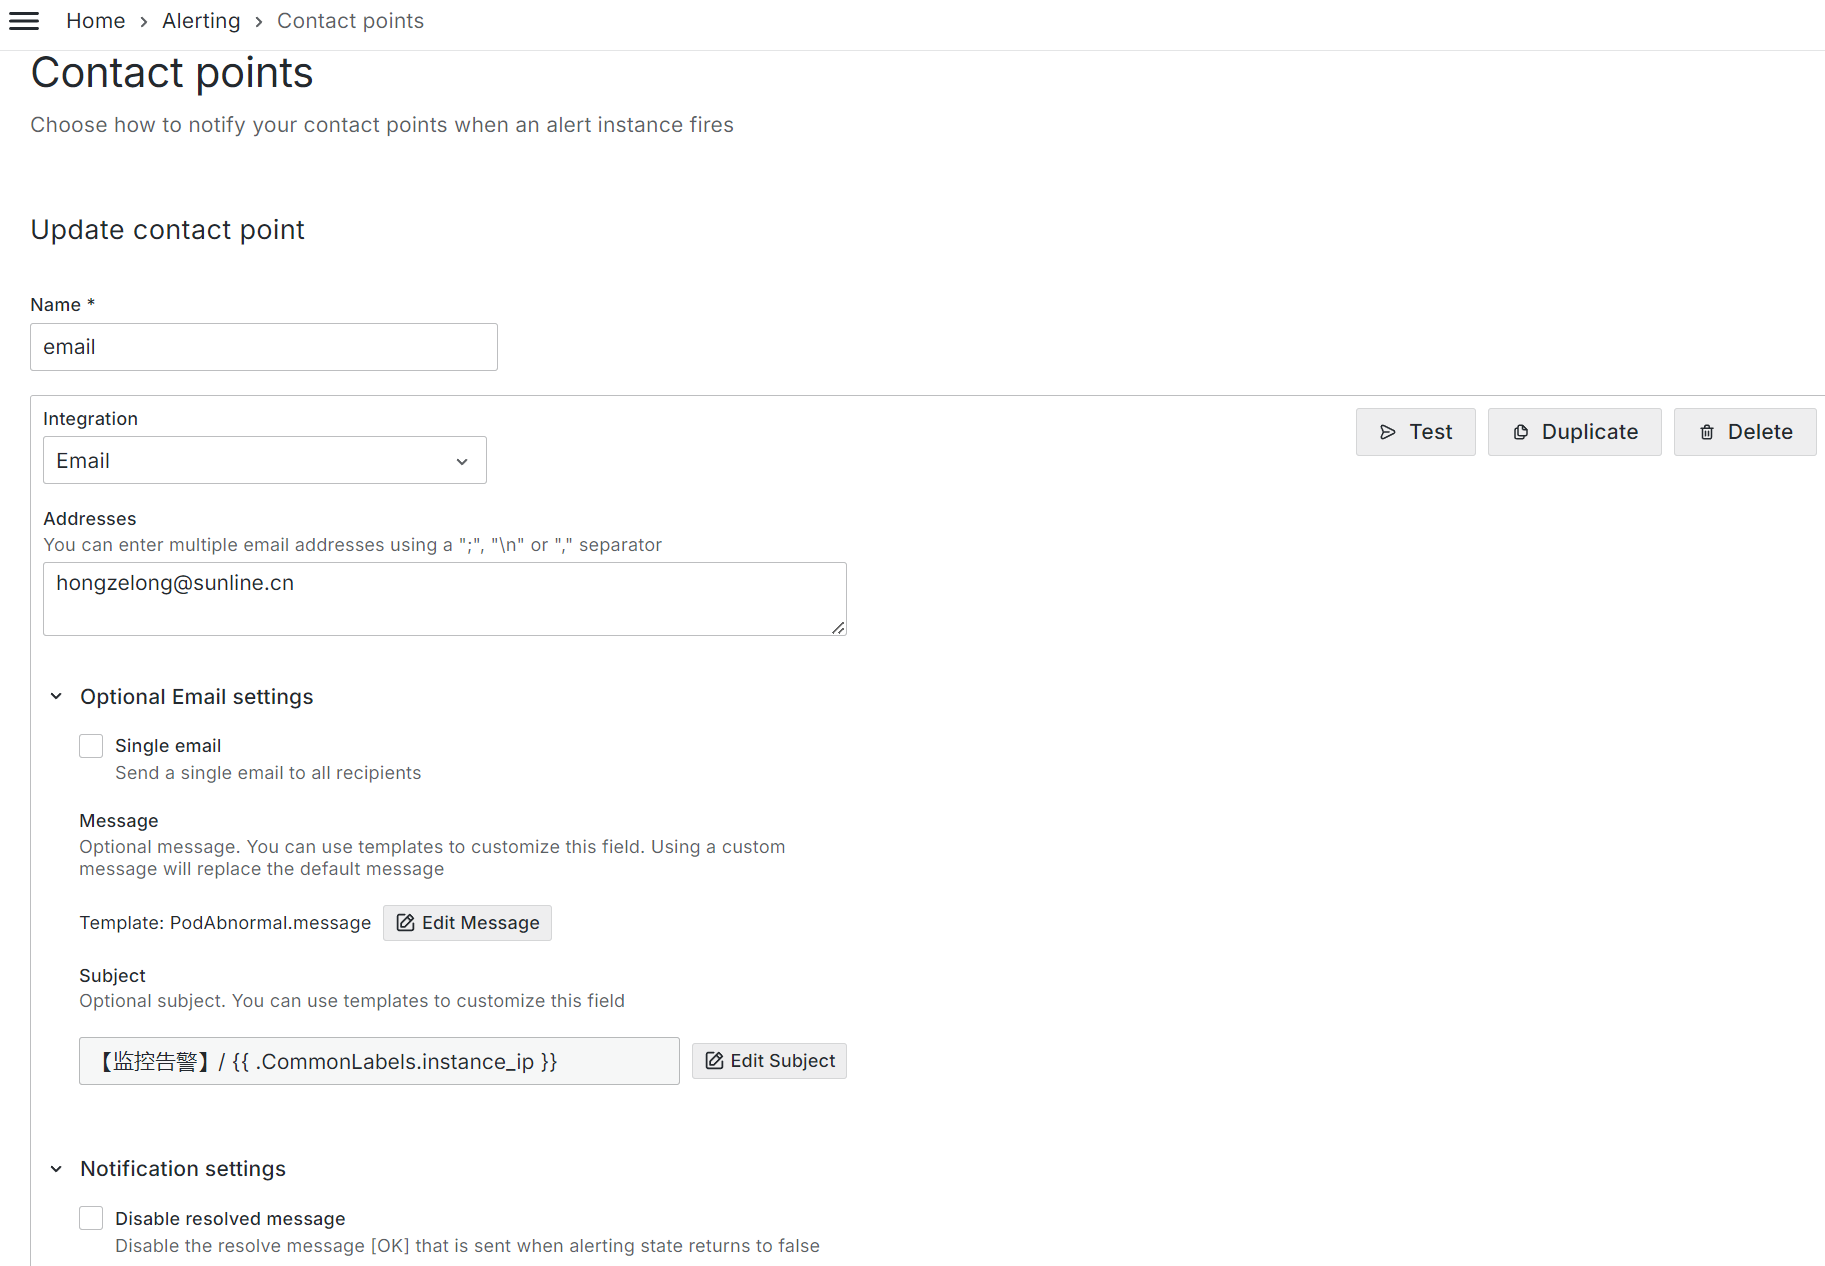 Home › Alerting › Contact points
Contact points
Choose how to notify your contact points when an alert instance fires
Update contact point
Name *
email
Integration
Test
Duplicate
Delete
Email
Addresses
You can enter multiple email addresses using a ";", "\n" or "," separator
hongzelong@sunline.cn
Optional Email settings
Single email
Send a single email to all recipients
Message
Optional message. You can use templates to customize this field. Using a custom
message will replace the default message
Template: PodAbnormal.message
Edit Message
Subject
Optional subject. You can use templates to customize this field
【监控告警】/ {{ .CommonLabels.instance_ip }}
Edit Subject
Notification settings
Disable resolved message
Disable the resolve message [OK] that is sent when alerting state returns to false